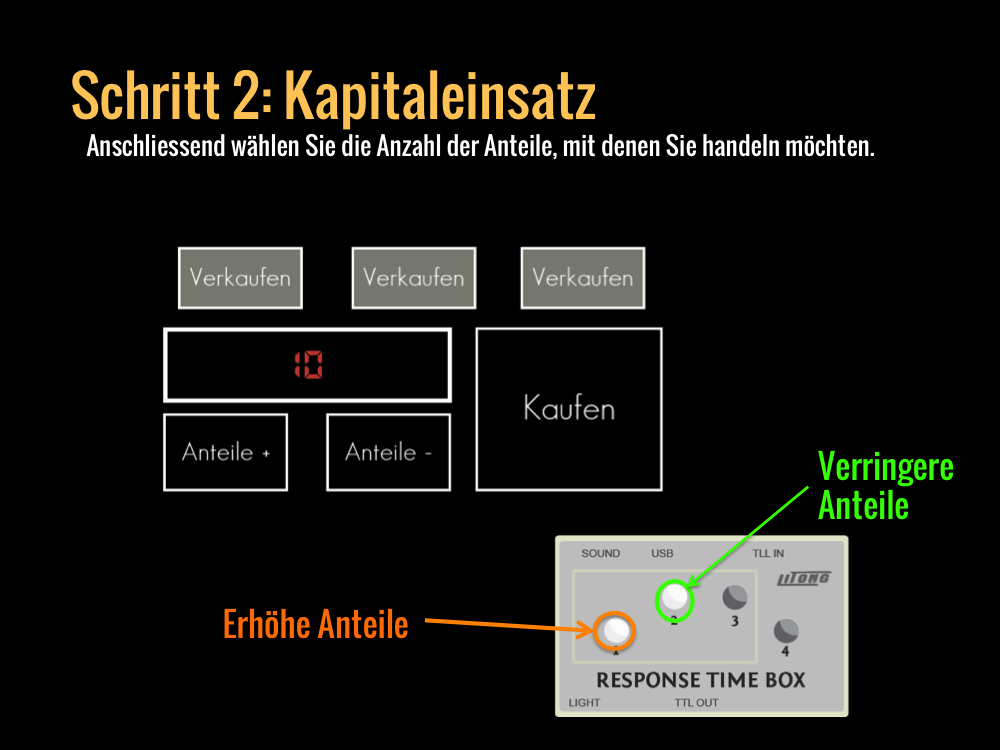 Schritt 2: Kapitaleinsatz
Anschliessend wählen Sie die Anzahl der Anteile, mit denen Sie handeln möchten.
Verkaufen Verkaufen Verkaufen
10
Kaufen
Anteile + Anteile -
Verringere
Anteile
SOUND USB TLL IN
Erhöhe Anteile
1 2 3 4
RESPONSE TIME BOX
LIGHT TTL OUT